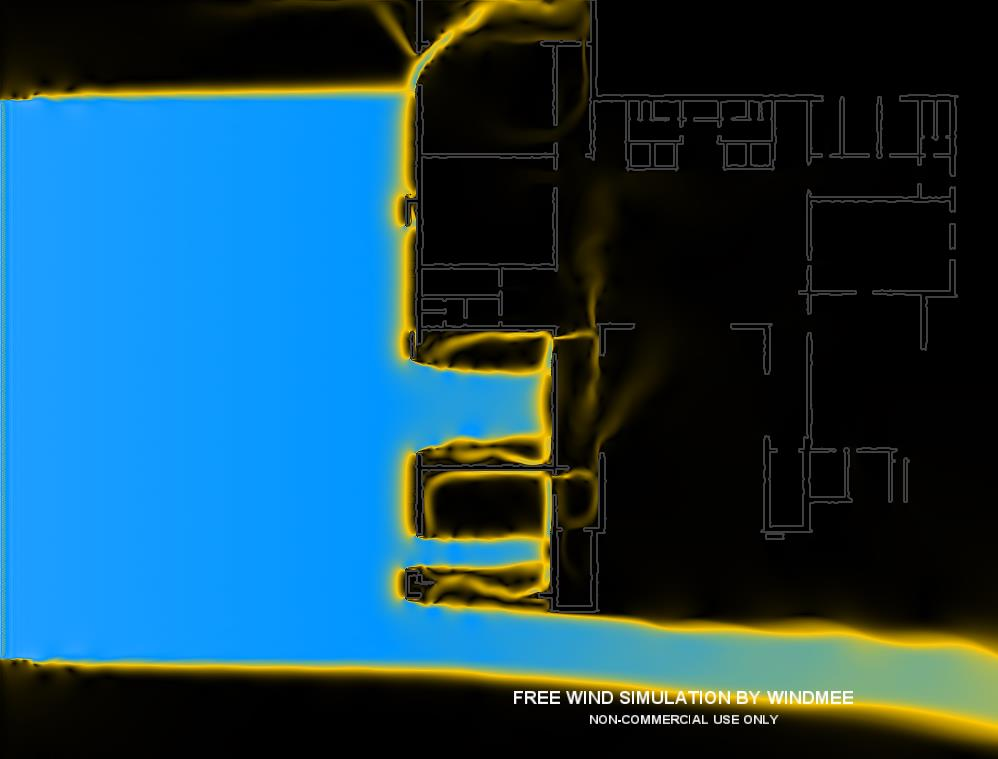 FREE WIND SIMULATION BY WINDMEE
NON-COMMERCIAL USE ONLY